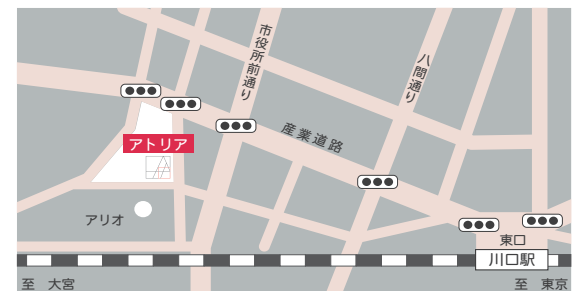 市役所前通り
八間通り
産業道路
アトリア
アリオ
東口
川口駅
至 大宮
至 東京